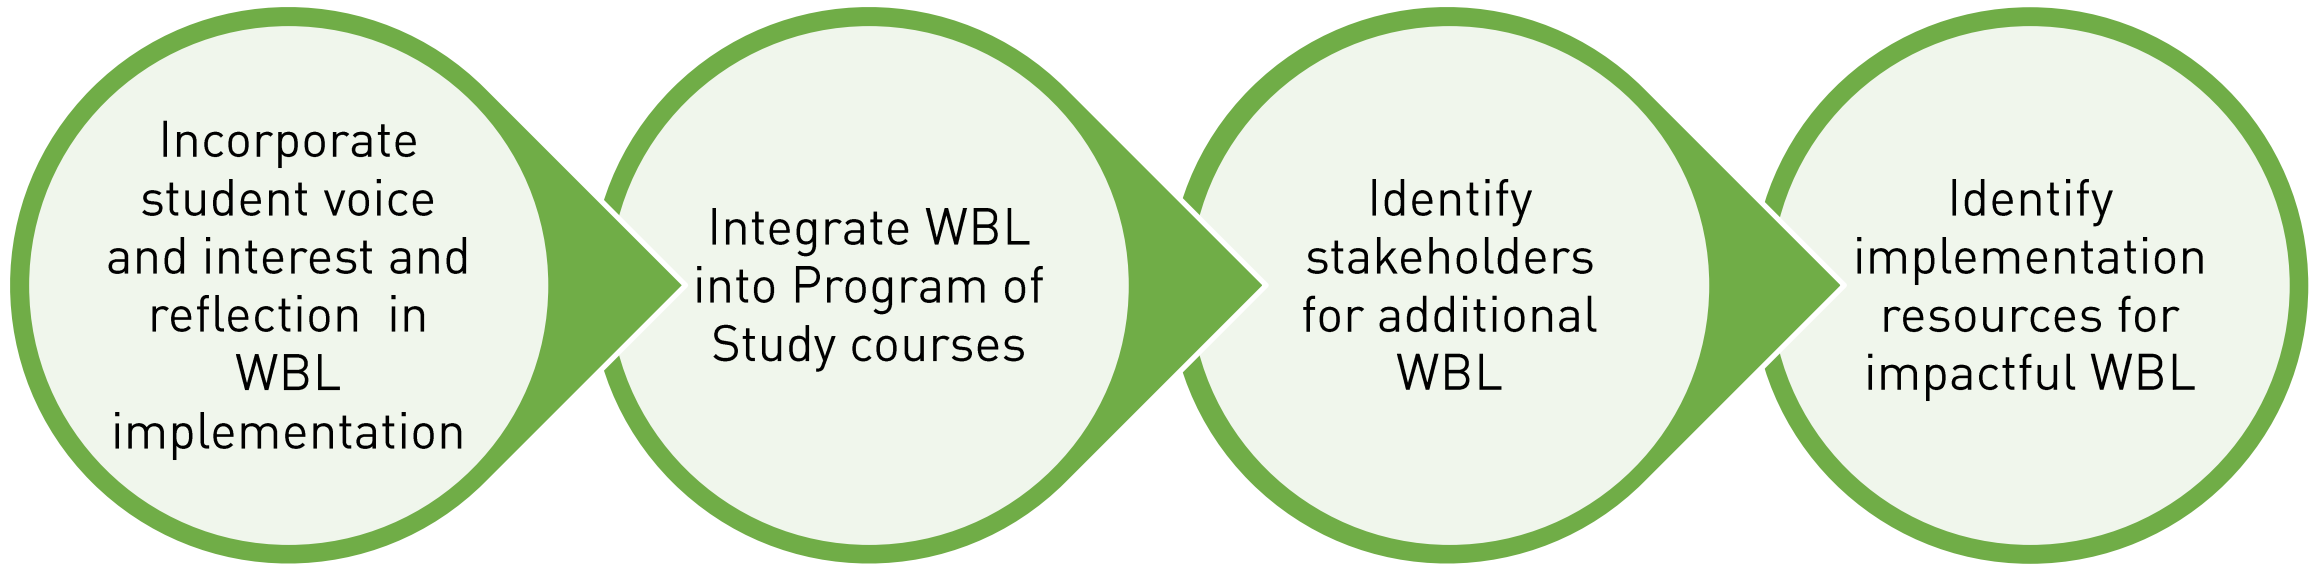 Incorporate
student voice
and interest and
reflection  in
WBL
implementation
Integrate WBL
into Program of
Study courses
Identify
stakeholders
for additional
WBL
Identify
implementation
resources for
impactful WBL